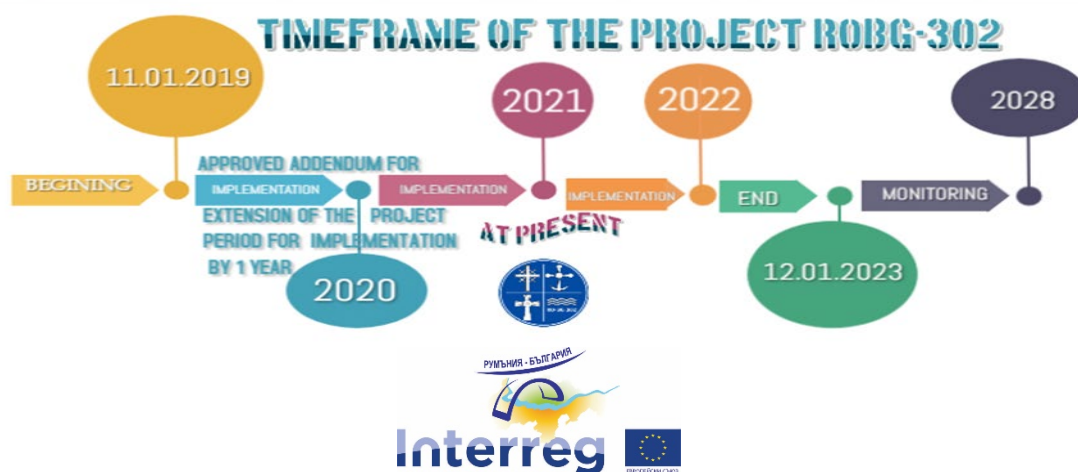 TIMEFRAME OF THE PROJECT ROBG-302
11.01.2019
2021
2022
2028
BEGINING
APPROVED ADDENDUM FOR
IMPLEMENTATION
EXTENSION OF THE PROJECT
PERIOD FOR IMPLEMENTATION
BY 1 YEAR
2020
IMPLEMENTATION
AT PRESENT
IMPLEMENTATION
END
12.01.2023
MONITORING
РУМЪНИЯ - БЪЛГАРИЯ
Interreg
ЕВРОПЕЙСКИ СЪЮЗ